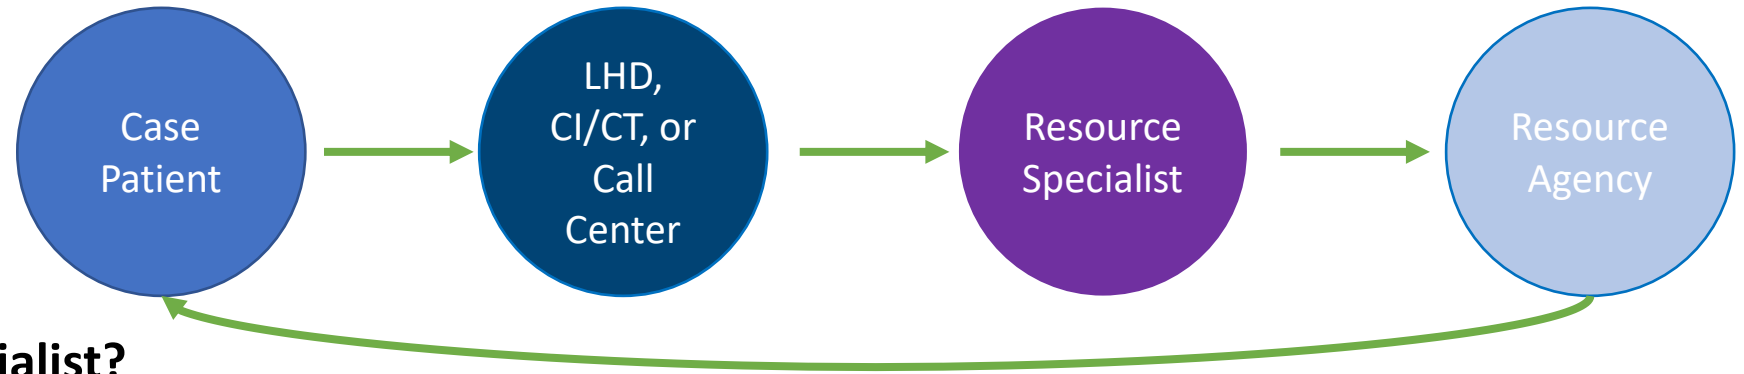 Case
Patient
LHD,
CI/CT, or
Call
Center
Resource
Specialist
Resource
Agency
ialist?